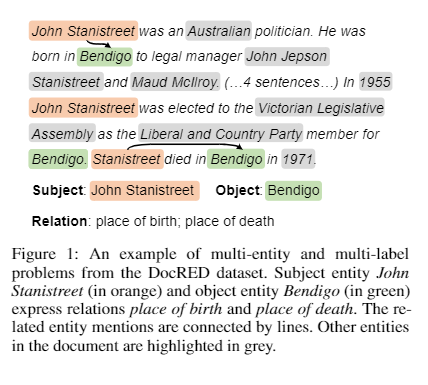 John Stanistreet was an Australian politician. He was
born in Bendigo to legal manager John Jepson
Stanistreet and Maud McIlroy. (...4 sentences...) In 1955
John Stanistreet was elected to the Victorian Legislative
Assembly as the Liberal and Country Party member for
Bendigo. Stanistreet died in Bendigo in 1971.
Subject: John Stanistreet Object: Bendigo
Relation: place of birth; place of death
Figure 1: An example of multi-entity and multi-label
problems from the DocRED dataset. Subject entity John
Stanistreet (in orange) and object entity Bendigo (in green)
express relations place of birth and place of death. The re-
lated entity mentions are connected by lines. Other entities
in the document are highlighted in grey.